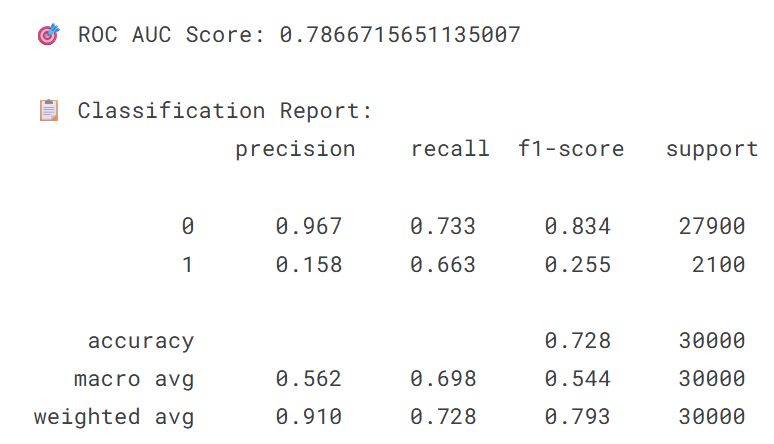 🎯 ROC AUC Score: 0.7866715651135007
📋 Classification Report:
precision recall f1-score support
0 0.967 0.733 0.834 27900
1 0.158 0.663 0.255 2100
accuracy 0.728 30000
macro avg 0.562 0.698 0.544 30000
weighted avg 0.910 0.728 0.793 30000